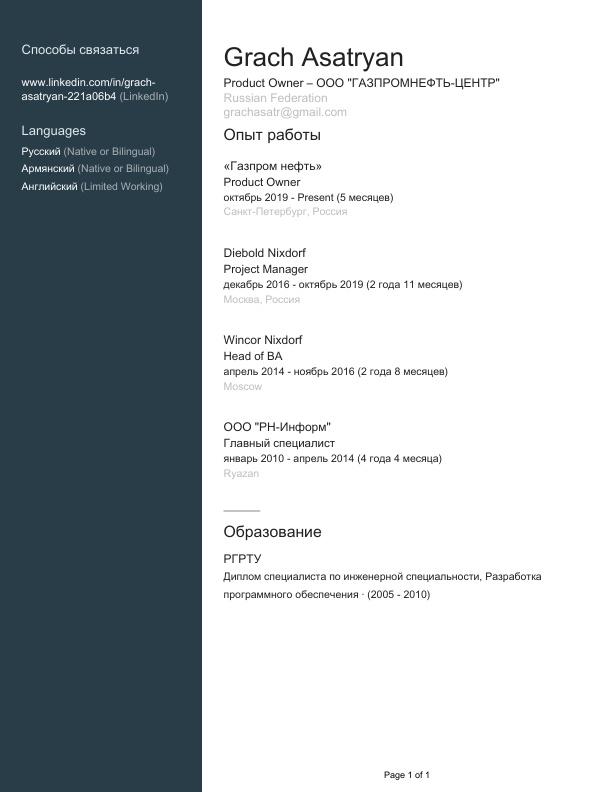 Способы связаться
www.linkedin.com/in/grach-
asatryan-221a06b4 (LinkedIn)
Languages
Русский (Native or Bilingual)
Армянский (Native or Bilingual)
Английский (Limited Working)
Grach Asatryan
Product Owner – ООО "ГАЗПРОМНЕФТЬ-ЦЕНТР"
Russian Federation
grachasatr@gmail.com
Опыт работы
«Газпром нефть»
Product Owner
октябрь 2019 - Present (5 месяцев)
Санкт-Петербург, Россия
Diebold Nixdorf
Project Manager
декабрь 2016 - октябрь 2019 (2 года 11 месяцев)
Москва, Россия
Wincor Nixdorf
Head of BA
апрель 2014 - ноябрь 2016 (2 года 8 месяцев)
Moscow
ООО "РН-Информ"
Главный специалист
январь 2010 - апрель 2014 (4 года 4 месяца)
Ryazan
Образование
РГРТУ
Диплом специалиста по инженерной специальности, Разработка
программного обеспечения · (2005 - 2010)
Page 1 of 1